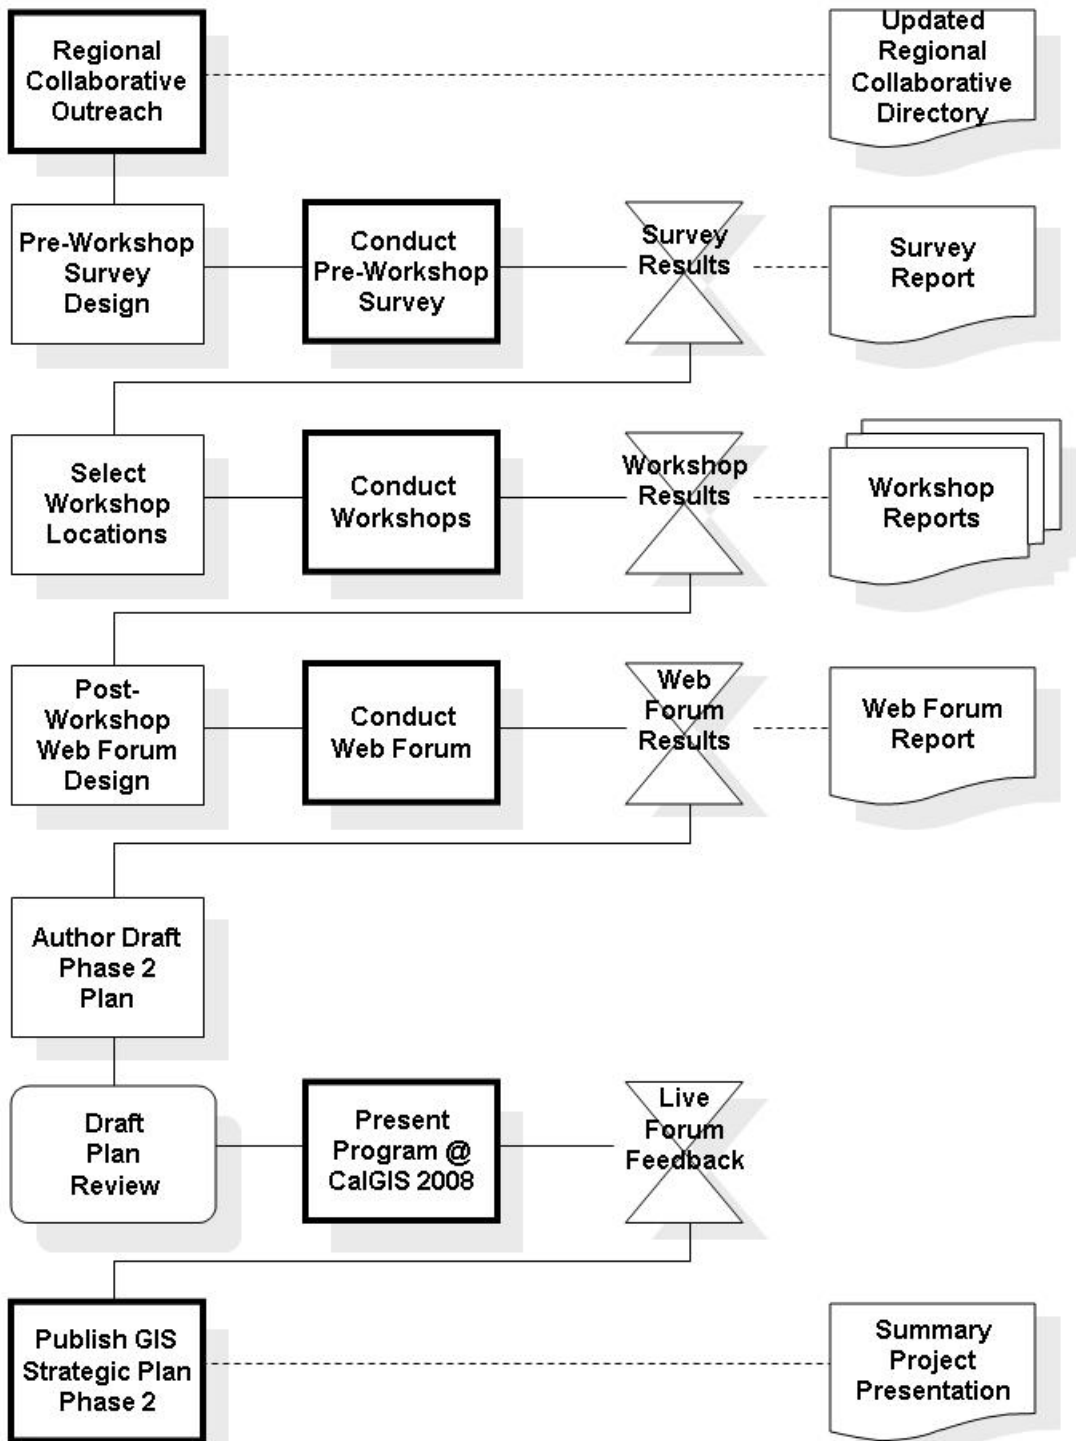 Regional
Collaborative
Outreach
Updated
Regional
Collaborative
Directory
Pre-Workshop
Survey
Design
Conduct
Pre-Workshop
Survey
Survey
Results
Survey
Report
Select
Workshop
Locations
Conduct
Workshops
Workshop
Results
Workshop
Reports
Post-
Workshop
Web Forum
Design
Conduct
Web Forum
Web
Forum
Results
Web Forum
Report
Author Draft
Phase 2
Plan
Draft
Plan
Review
Present
Program @
CalGIS 2008
Live
Forum
Feedback
Publish GIS
Strategic Plan
Phase 2
Summary
Project
Presentation